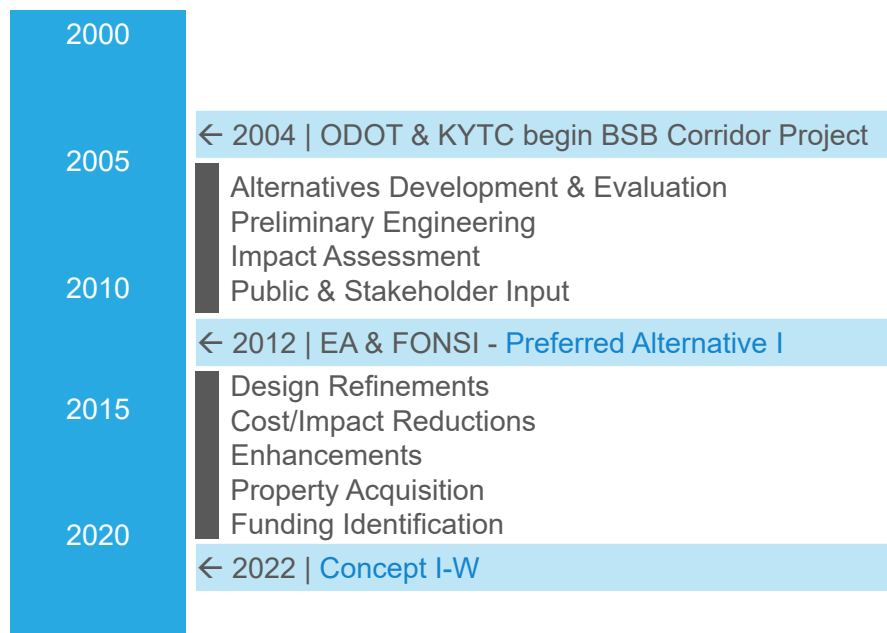 2000
← 2004 | ODOT & KYTC begin BSB Corridor Project
2005
Alternatives Development & Evaluation
Preliminary Engineering
Impact Assessment
2010
Public & Stakeholder Input
← 2012 | EA & FONSI - Preferred Alternative I
Design Refinements
2015
Cost/Impact Reductions
Enhancements
Property Acquisition
2020
Funding Identification
← 2022 | Concept I-W